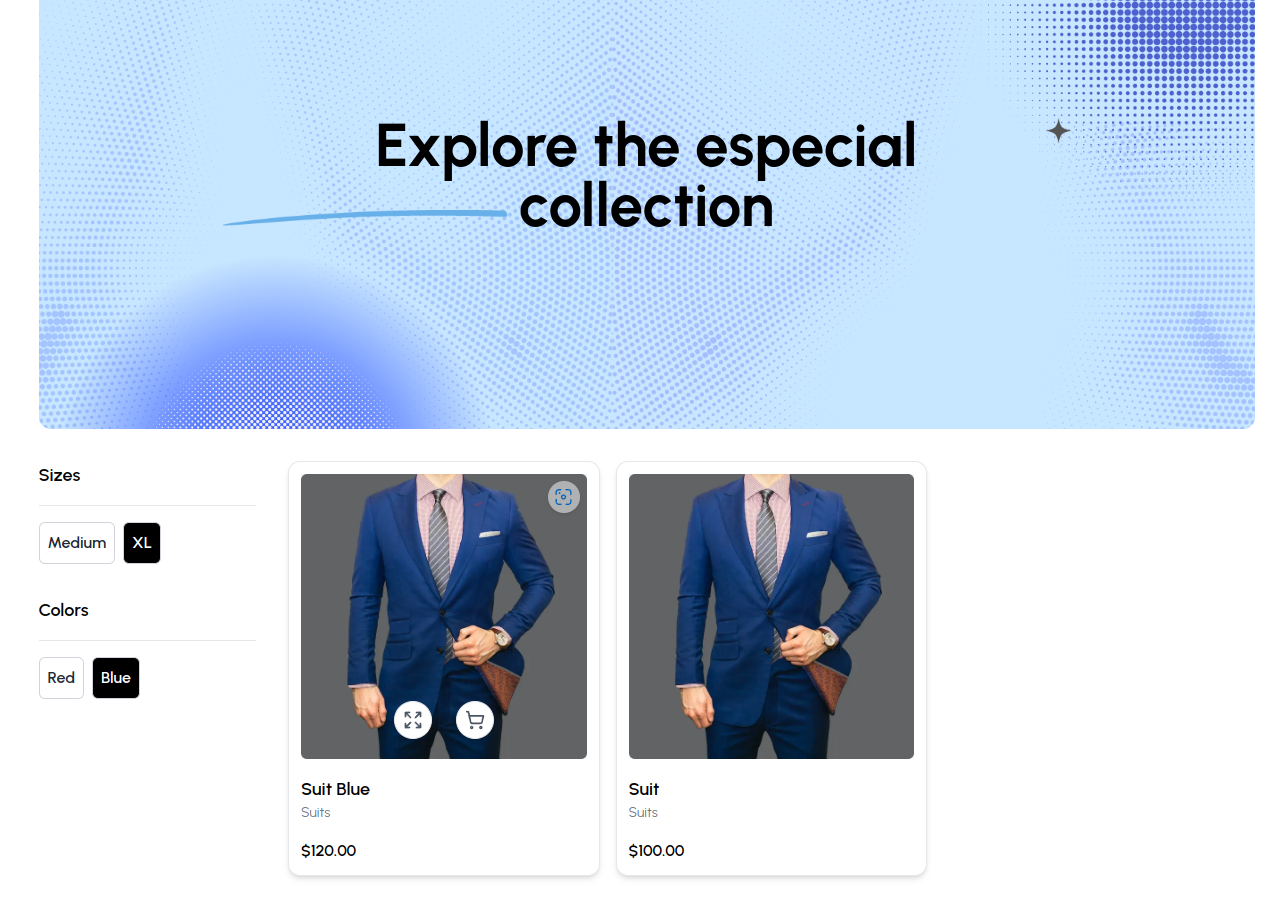 Explore the especial
collection
Sizes
Medium XL
Colors
Red Blue
Suit Blue
Suits
$120.00
Suit
Suits
$100.00